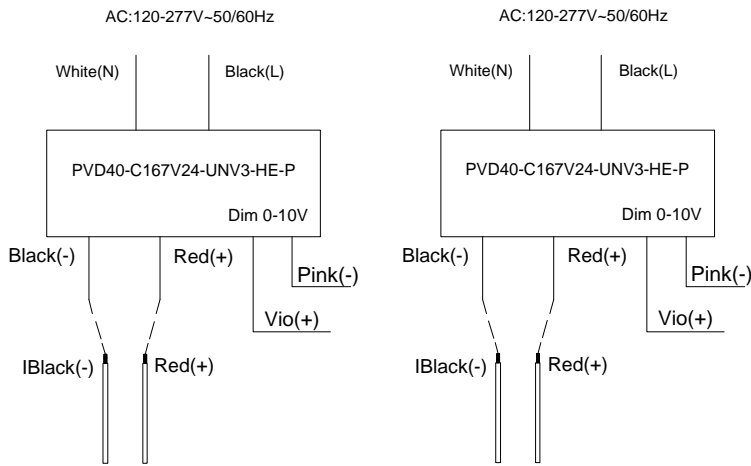 AC:120-277V~50/60Hz
White(N)
Black(L)
PVD40-C167V24-UNV3-HE-P
Dim 0-10V
Black(-)
Red(+)
Pink(-)
Vio(+)
IBlack(-)
Red(+)
AC:120-277V~50/60Hz
White(N)
Black(L)
PVD40-C167V24-UNV3-HE-P
Dim 0-10V
Black(-)
Red(+)
Pink(-)
Vio(+)
IBlack(-)
Red(+)